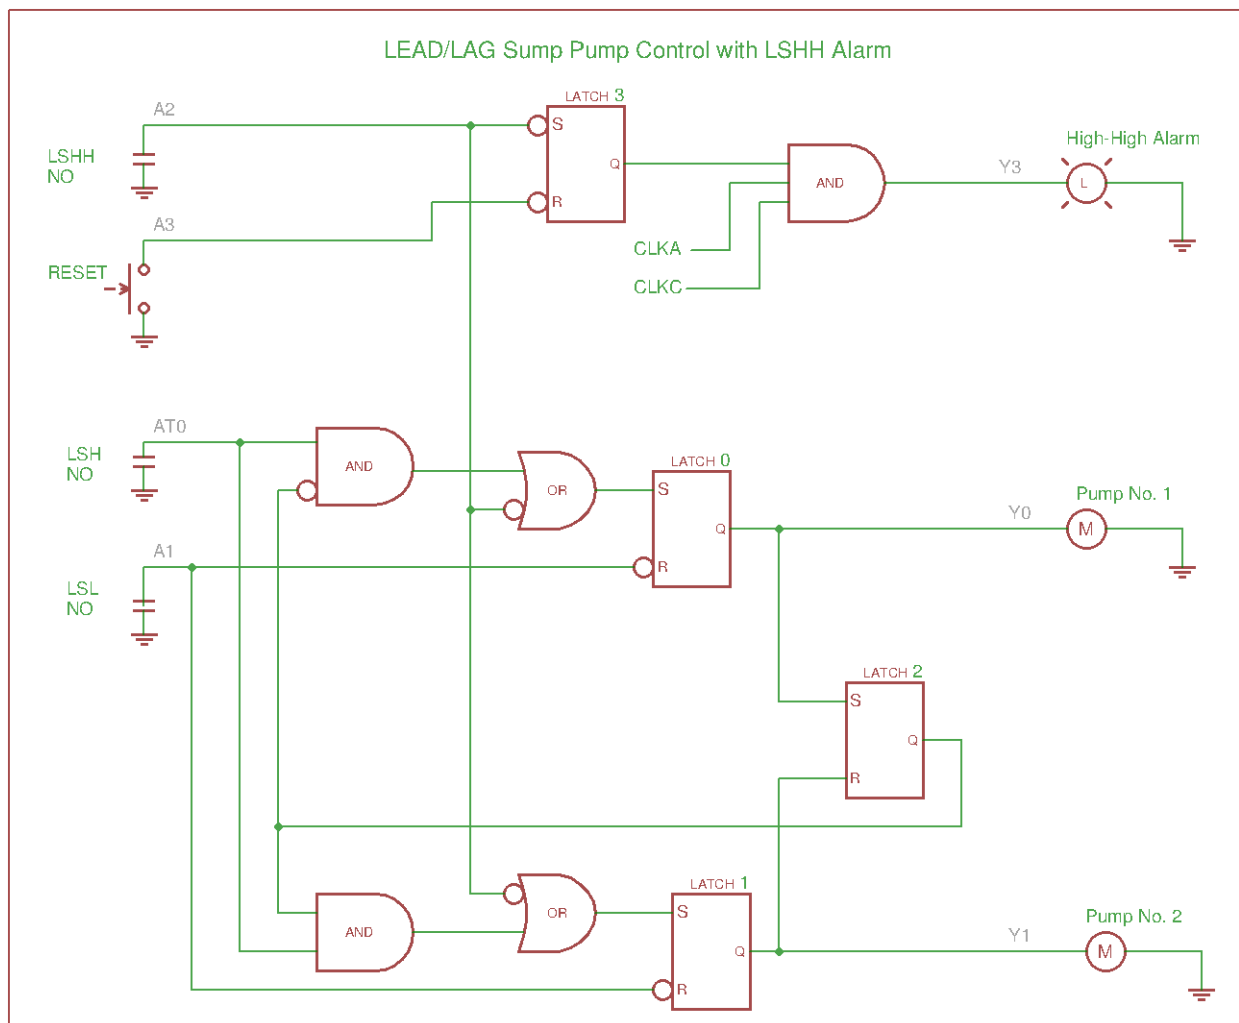 LEAD/LAG Sump Pump Control with LSHH Alarm
LATCH 3
A2
S
High-High Alarm
LSHH
NO
Q
Y3
AND
L
R
A3
CLKA
RESET
CLKC
AT0
LSH
NO
AND
OR
LATCH 0
S
Pump No. 1
Q
Y0
M
A1
R
LSL
NO
LATCH 2
S
Q
R
LATCH 1
OR
S
Pump No. 2
AND
Q
Y1
M
R